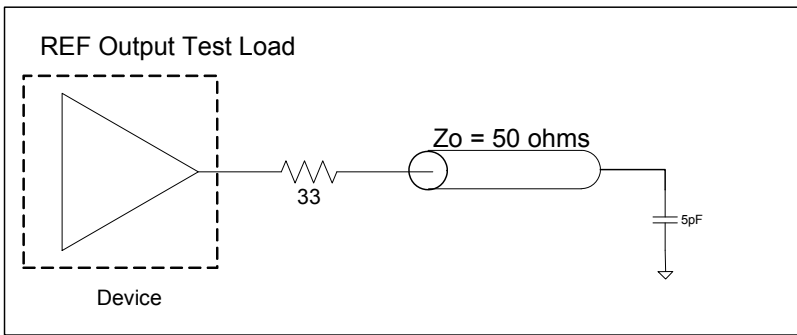 REF Output Test Load
Zo = 50 ohms
33
5pF
Device